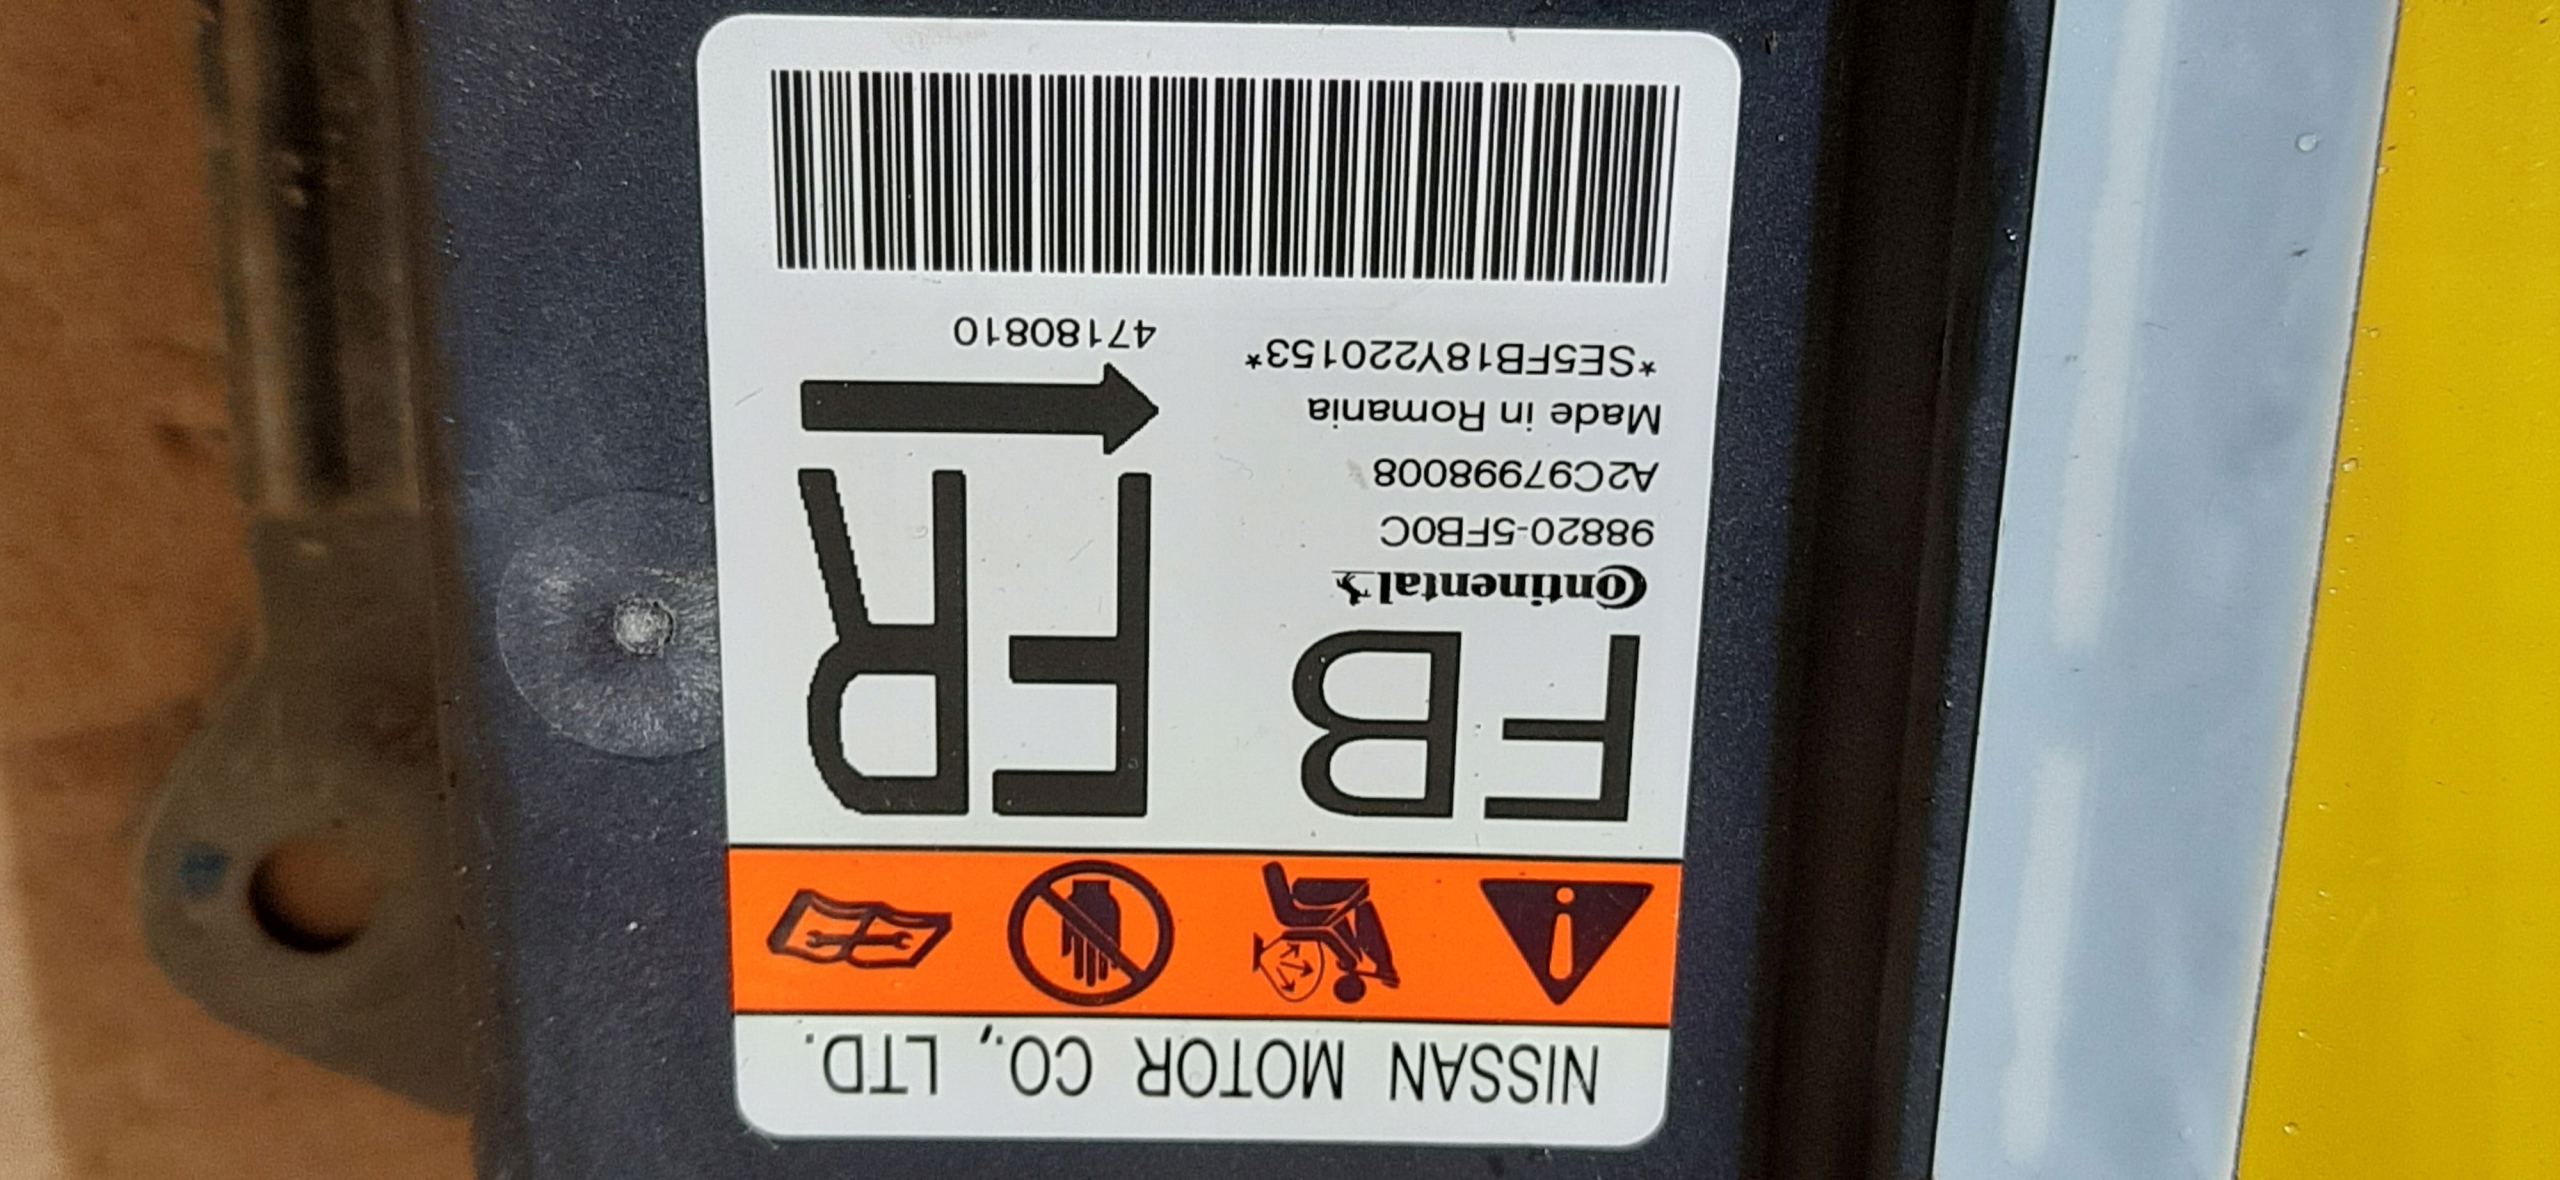 NISSAN MOTOR CO., LTD.
FB
FR
Continental
98820-5FB0C
A2C97998008
Made in Romania
*SE5FB18Y220153*
47180810